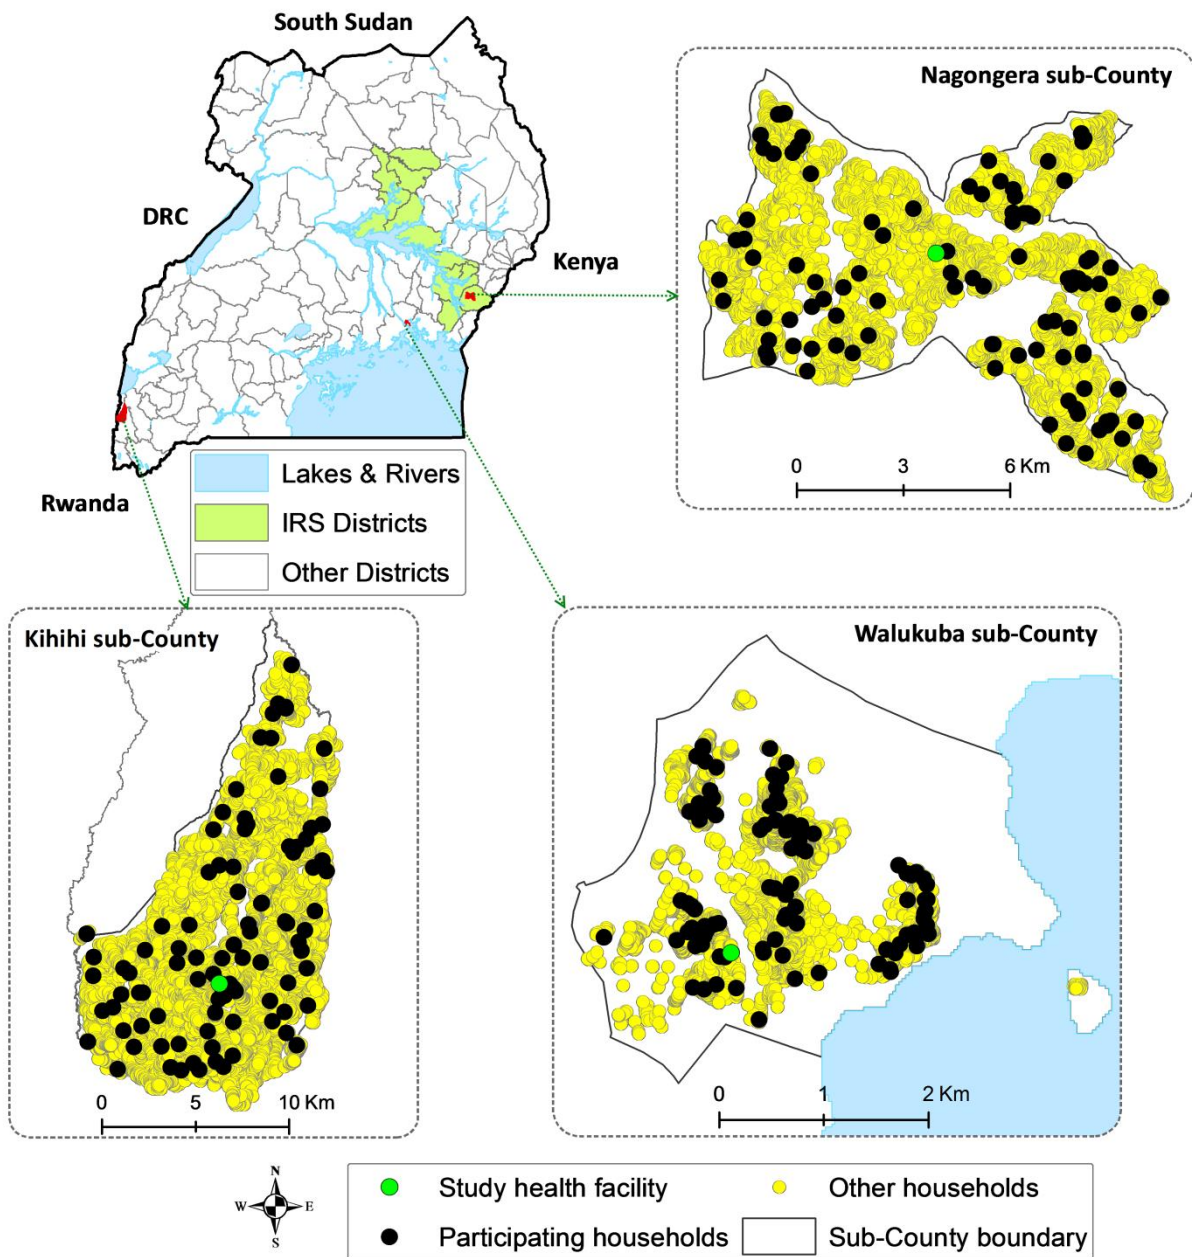 South Sudan
Nagongera sub-County
DRC
Kenya
0 3 6 Km
Lakes & Rivers
Rwanda
IRS Districts
Other Districts
Kihihi sub-County
Walukuba sub-County
0 5 10 Km
0 1 2 Km
N
W E
S
Study health facility
Other households
Participating households
Sub-County boundary